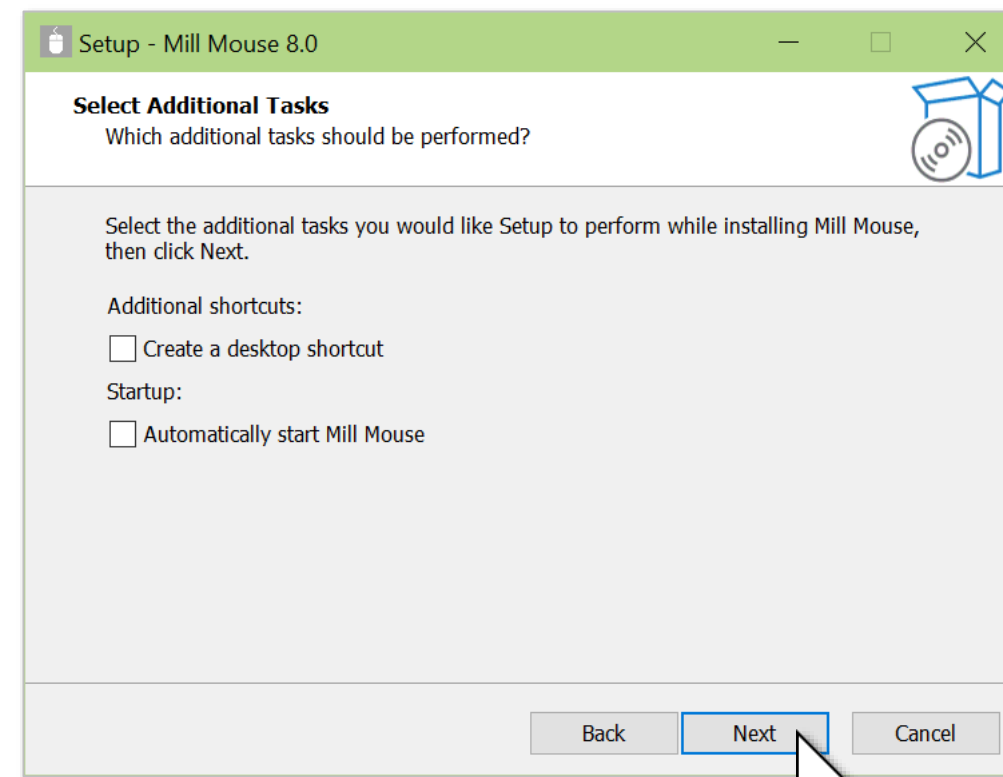 Setup - Mill Mouse 8.0
Select Additional Tasks
Which additional tasks should be performed?
Select the additional tasks you would like Setup to perform while installing Mill Mouse,
then click Next.
Additional shortcuts:
Create a desktop shortcut
Startup:
Automatically start Mill Mouse
Back Next Cancel